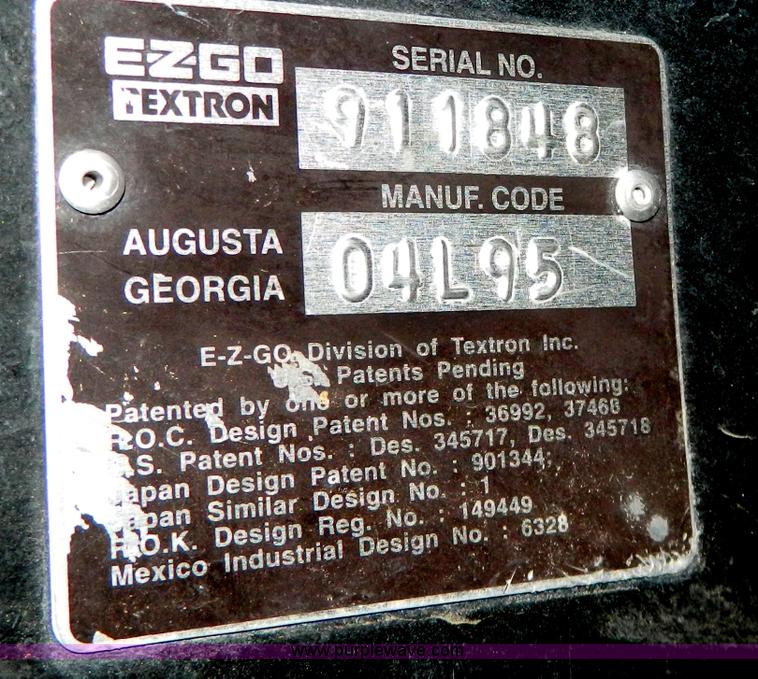 E-Z-GO
TEXTRON
SERIAL NO.
911848
MANUF. CODE
04L95
AUGUSTA
GEORGIA
E-Z-GO Division of Textron Inc.
Patents Pending
Patented by one or more of the following:
R.O.C. Design Patent Nos. : 36992, 37466
U.S. Patent Nos. : Des. 345717, Des. 345718
Japan Design Patent No. : 901344;
Japan Similar Design No. : 1
R.O.K. Design Reg. No. : 149449
Mexico Industrial Design No. : 6328
www.purplewave.com